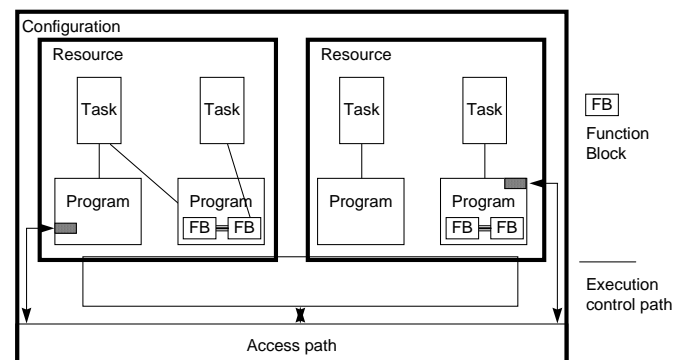 Configuration
Resource
Resource
Task
Task
Task
Task
FB
Function
Block
Program
Program
Program
Program
FB
FB
FB
FB
Execution
control path
Access path